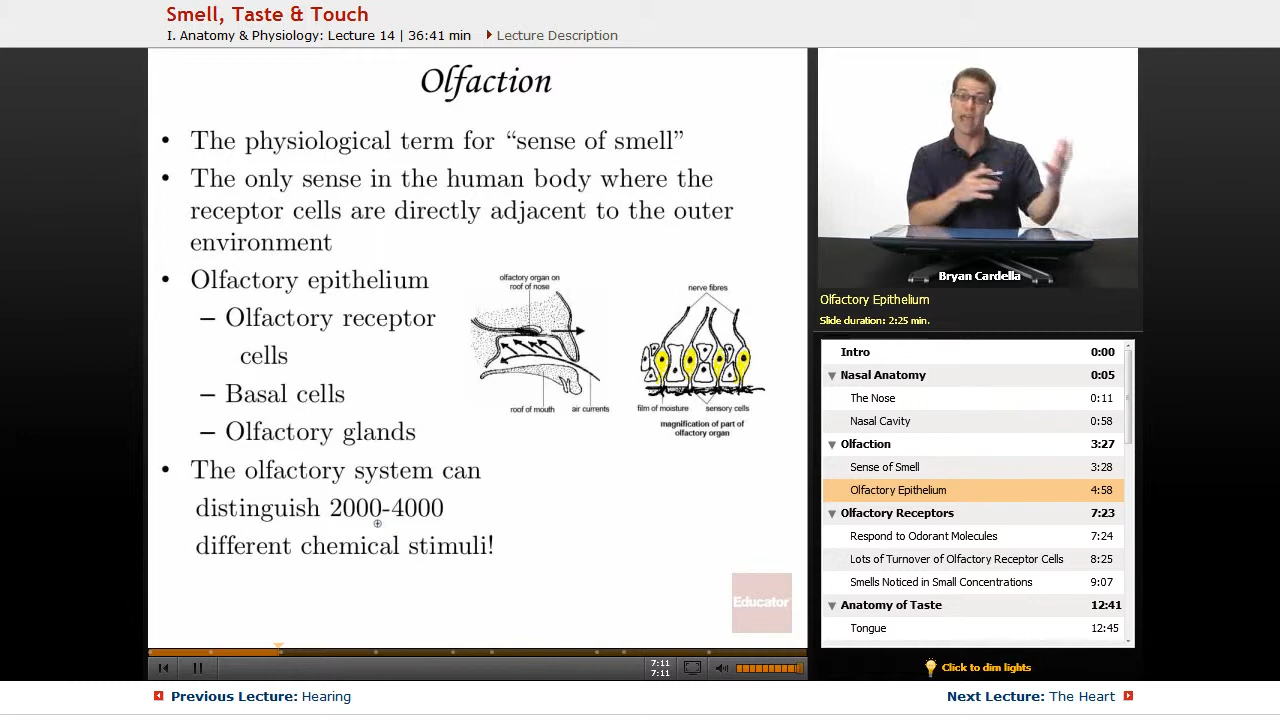 Smell, Taste & Touch
I. Anatomy & Physiology: Lecture 14 | 36:41 min
Lecture Description
Olfaction
• The physiological term for “sense of smell”
• The only sense in the human body where the
receptor cells are directly adjacent to the outer
environment
• Olfactory epithelium
– Olfactory receptor
cells
– Basal cells
– Olfactory glands
• The olfactory system can
distinguish 2000-4000
different chemical stimuli!
olfactory organ on
roof of nose
roof of mouth
air currents
nerve fibres
film of moisture
sensory cells
magnification of part of
olfactory organ
Educator
7:11
7:11
Bryan Cardella
Olfactory Epithelium
Slide duration: 2:25 min.
Intro 0:00
Nasal Anatomy 0:05
The Nose 0:11
Nasal Cavity 0:58
Olfaction 3:27
Sense of Smell 3:28
Olfactory Epithelium 4:58
Olfactory Receptors 7:23
Respond to Odorant Molecules 7:24
Lots of Turnover of Olfactory Receptor Cells 8:25
Smells Noticed in Small Concentrations 9:07
Anatomy of Taste 12:41
Tongue 12:45
Click to dim lights
Previous Lecture: Hearing
Next Lecture: The Heart